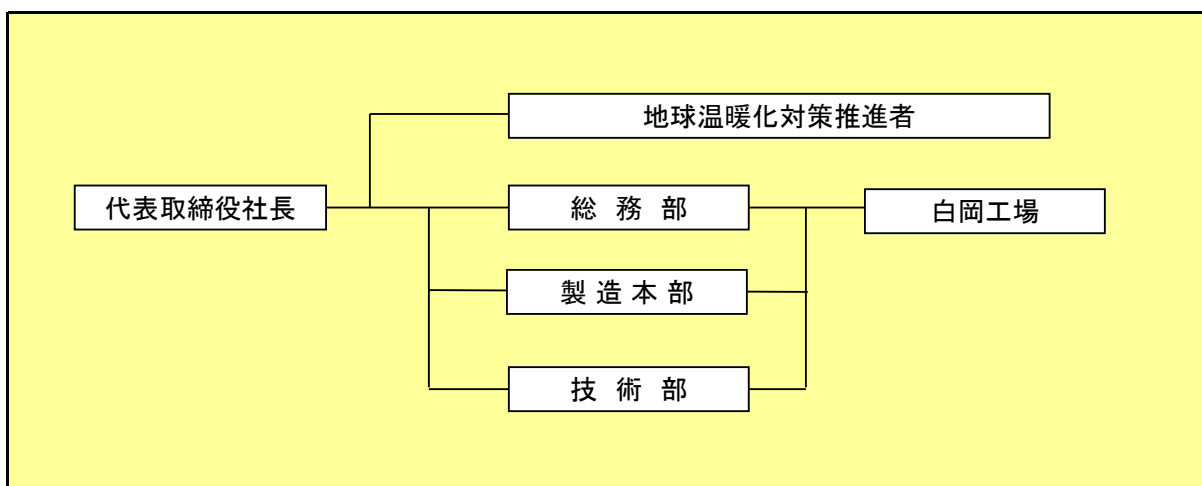 地球温暖化対策推進者
代表取締役社長
総 務 部
白岡工場
製 造 本 部
技 術 部